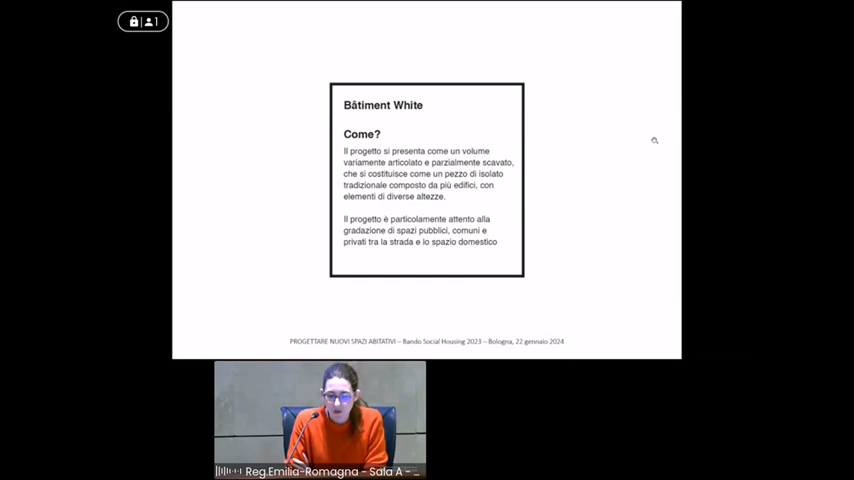 1
Bâtiment White
Come?
Il progetto si presenta come un volume
variamente articolato e parzialmente scavato,
che si costituisce come un pezzo di isolato
tradizionale composto da più edifici, con
elementi di diverse altezze.
Il progetto è particolamente attento alla
gradazione di spazi pubblici, comuni e
privati tra la strada e lo spazio domestico
PROGETTARE NUOVI SPAZI ABITATIVI – Bando Social Housing 2023 – Bologna, 22 gennaio 2024
Reg.Emilia-Romagna - Sala A - ...